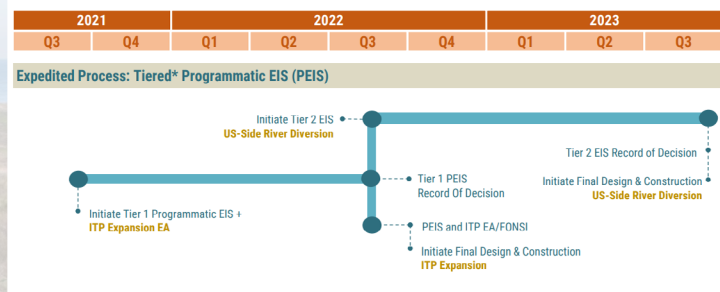 2021 2022 2023
Q3 Q4 Q1 Q2 Q3 Q4 Q1 Q2 Q3
Expedited Process: Tiered* Programmatic EIS (PEIS)
Initiate Tier 2 EIS
US-Side River Diversion
Tier 2 EIS Record of Decision
Tier 1 PEIS
Record Of Decision
Initiate Final Design & Construction
US-Side River Diversion
Initiate Tier 1 Programmatic EIS +
ITP Expansion EA
PEIS and ITP EA/FONSI
Initiate Final Design & Construction
ITP Expansion